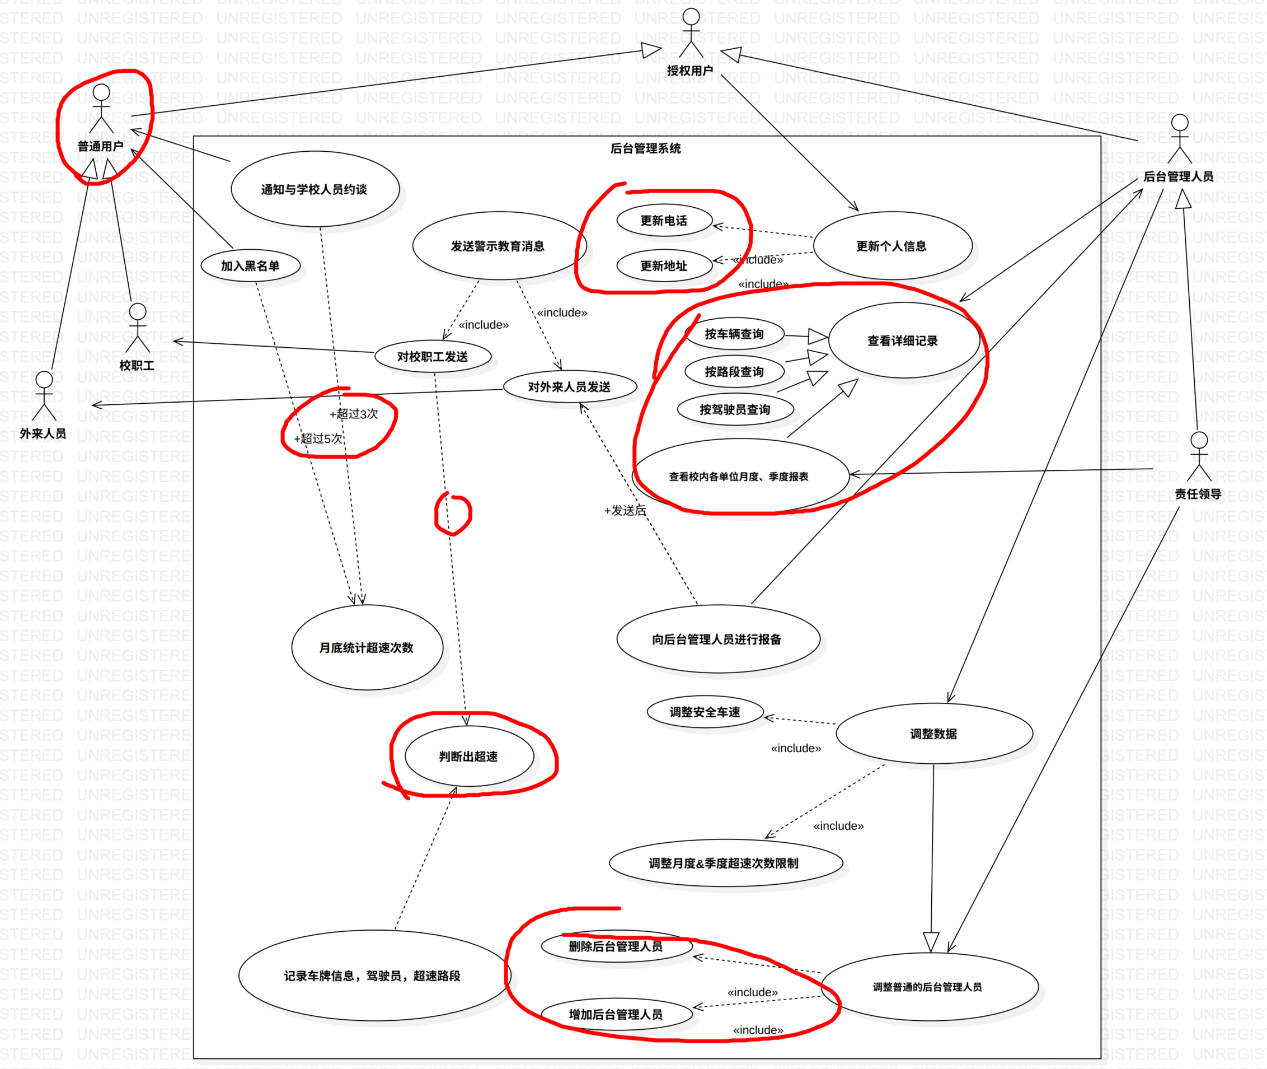 授权用户
普通用户
后台管理系统
后台管理人员
通知与学校人员约谈
更新电话
发送警示教育消息
更新个人信息
加入黑名单
更新地址
«include»
«include»
«include»
«include»
按车辆查询
查看详细记录
校职工
对校职工发送
按路段查询
对外来人员发送
按驾驶员查询
外来人员
+超过3次
+超过5次
查看校内各单位月度、季度报表
责任领导
+发送后
月底统计超速次数
向后台管理人员进行报备
调整安全车速
调整数据
«include»
判断出超速
«include»
调整月度&季度超速次数限制
删除后台管理人员
记录车牌信息，驾驶员，超速路段
调整普通的后台管理人员
«include»
增加后台管理人员
«include»
UNREGISTERED